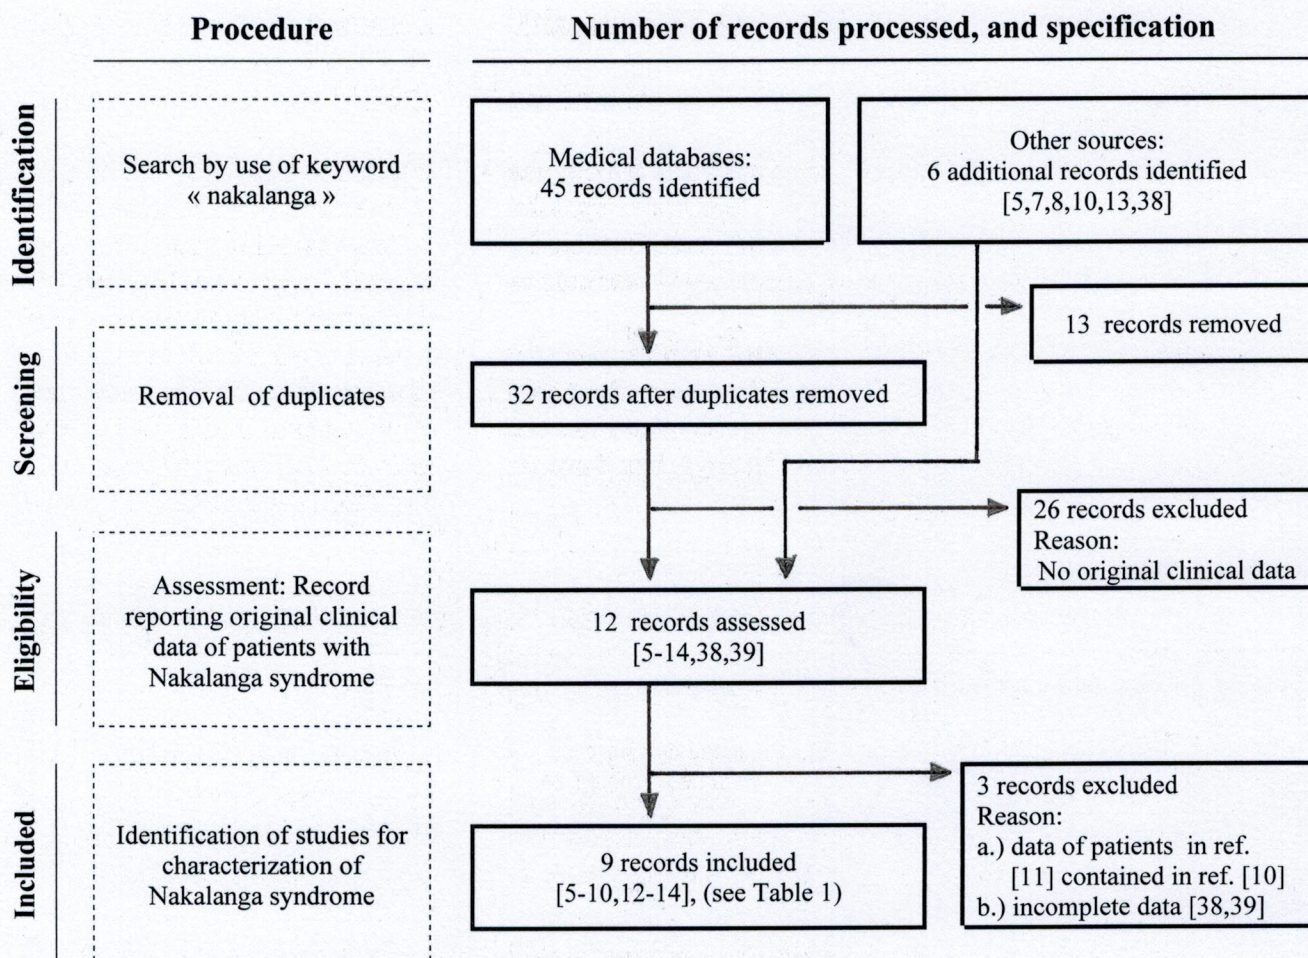 Procedure
Number of records processed, and specification
Identification
Search by use of keyword
« nakalanga »
Medical databases:
45 records identified
Other sources:
6 additional records identified
[5,7,8,10,13,38]
13 records removed
Screening
Removal of duplicates
32 records after duplicates removed
26 records excluded
Reason:
No original clinical data
Eligibility
Assessment: Record
reporting original clinical
data of patients with
Nakalanga syndrome
12 records assessed
[5-14,38,39]
Included
Identification of studies for
characterization of
Nakalanga syndrome
9 records included
[5-10,12-14], (see Table 1)
3 records excluded
Reason:
a.) data of patients in ref.
[11] contained in ref. [10]
b.) incomplete data [38,39]